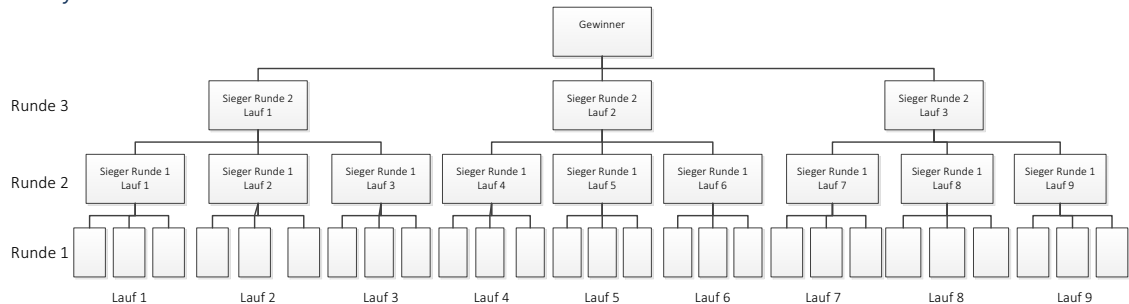 Gewinner
Runde 3
Sieger Runde 2
Lauf 1
Sieger Runde 2
Lauf 2
Sieger Runde 2
Lauf 3
Runde 2
Sieger Runde 1
Lauf 1
Sieger Runde 1
Lauf 2
Sieger Runde 1
Lauf 3
Sieger Runde 1
Lauf 4
Sieger Runde 1
Lauf 5
Sieger Runde 1
Lauf 6
Sieger Runde 1
Lauf 7
Sieger Runde 1
Lauf 8
Sieger Runde 1
Lauf 9
Runde 1
Lauf 1
Lauf 2
Lauf 3
Lauf 4
Lauf 5
Lauf 6
Lauf 7
Lauf 8
Lauf 9